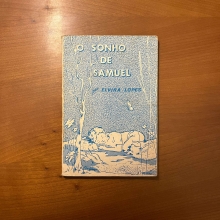 O SONHO
DE
SAMUEL
ELVIRA LOPES